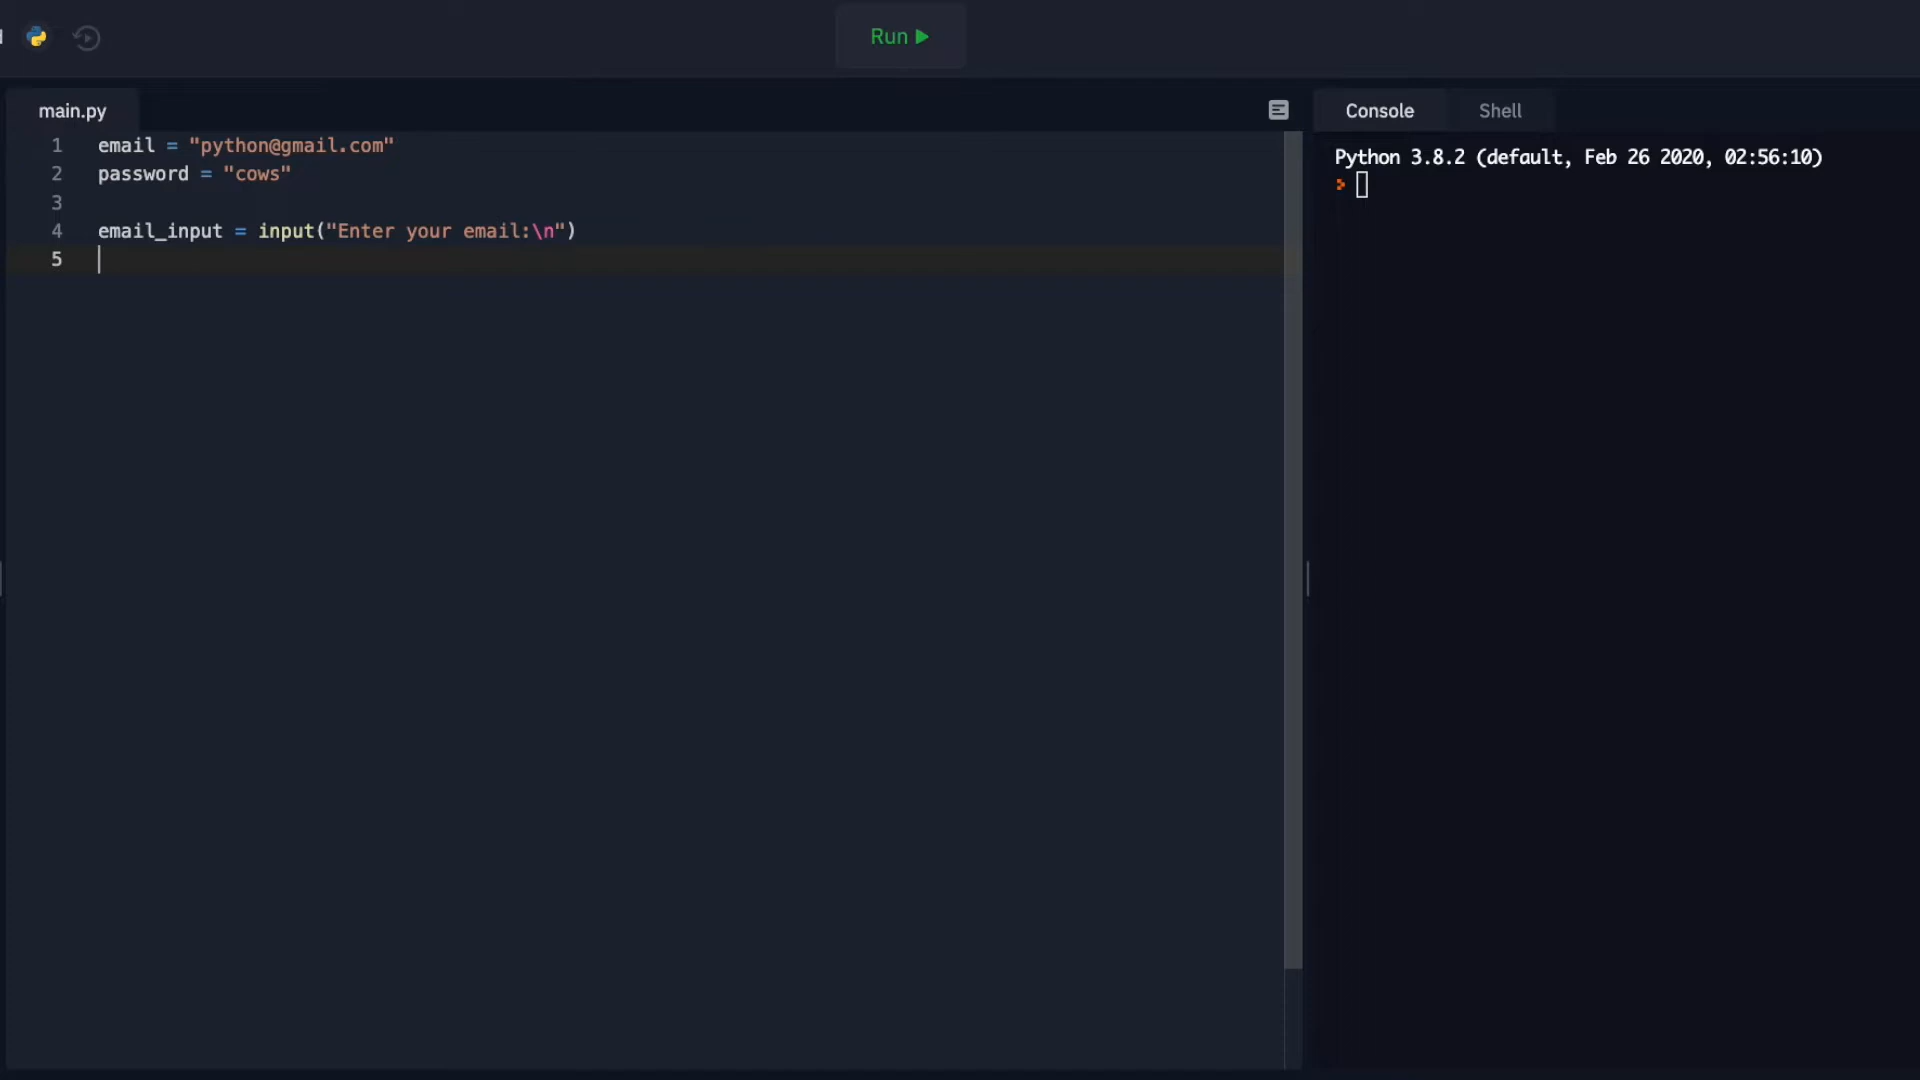 Run
main.py
Console Shell
1 email = "python@gmail.com"
2 password = "cows"
3
4 email_input = input("Enter your email:\n")
5
Python 3.8.2 (default, Feb 26 2020, 02:56:10)
>